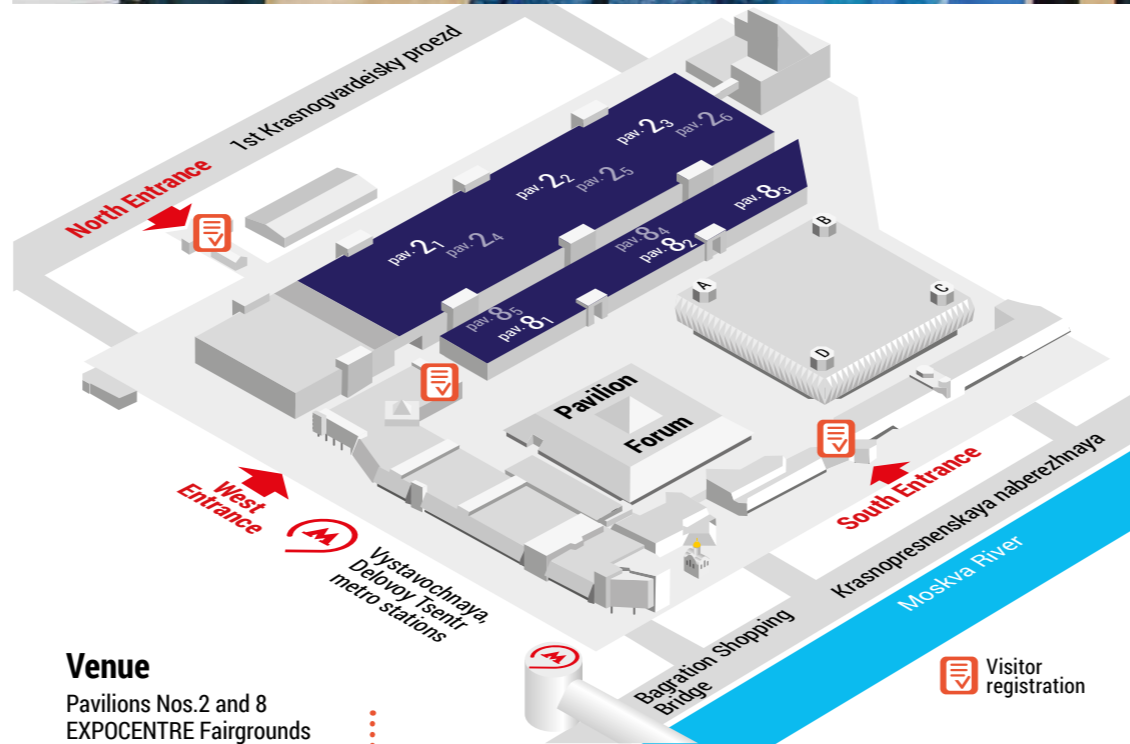 1st Krasnogvardeisky proezd
North Entrance
pav. 2₃
pav. 2₆
pav. 2₂
pav. 2₅
pav. 2₁
pav. 2₄
pav. 8₃
pav. 8₄
pav. 8₂
pav. 8₅
pav. 8₁
B
A
C
D
Pavilion
Forum
West
Entrance
M
Vystavochnaya,
Delovoy Tsentr
metro stations
South Entrance
Krasnopresnenskaya naberezhnaya
Moskva River
Bagration Shopping
Bridge
M
Visitor
registration
Venue
Pavilions Nos.2 and 8
EXPOCENTRE Fairgrounds